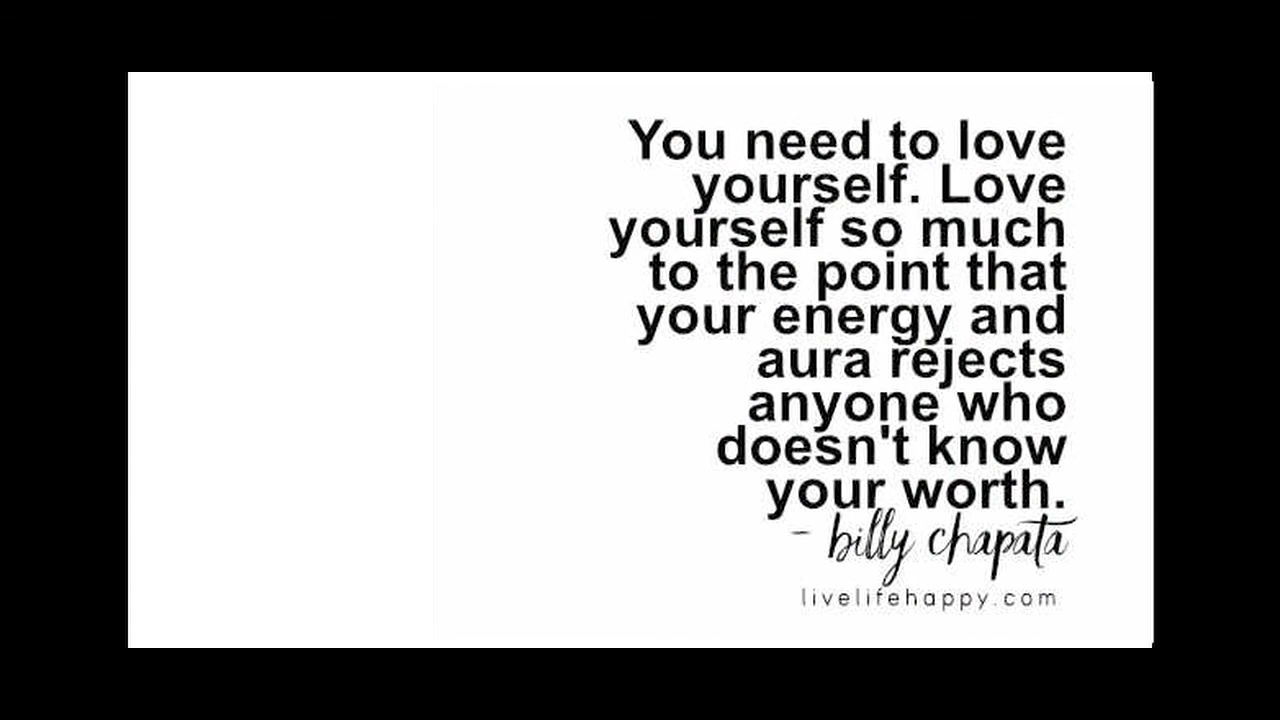 You need to love
yourself. Love
yourself so much
to the point that
your energy and
aura rejects
anyone who
doesn't know
your worth.
- billy chapata
livelifehappy.com